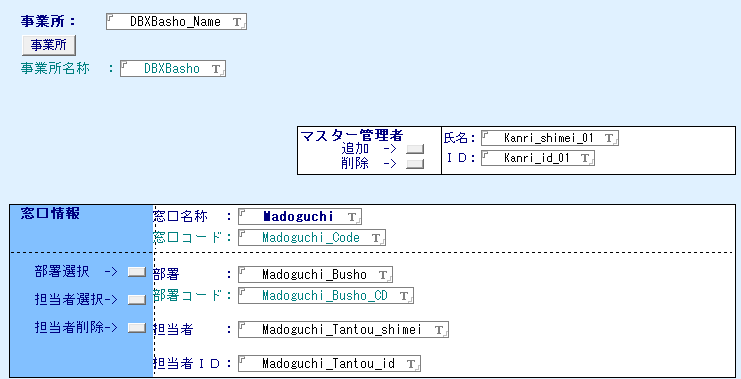 事業所： DBXBasho_Name T
事業所
事業所名称 ： DBXBasho T
マスター管理者
追加 ->
削除 ->
氏名： Kanri_shimei_01 T
ＩＤ： Kanri_id_01 T
窓口情報
窓口名称 ： Madoguchi T
窓口コード： Madoguchi_Code T
部署選択 -> 部署 ： Madoguchi_Busho T
担当者選択-> 部署コード： Madoguchi_Busho_CD T
担当者削除-> 担当者 ： Madoguchi_Tantou_shimei T
担当者ＩＤ： Madoguchi_Tantou_id T